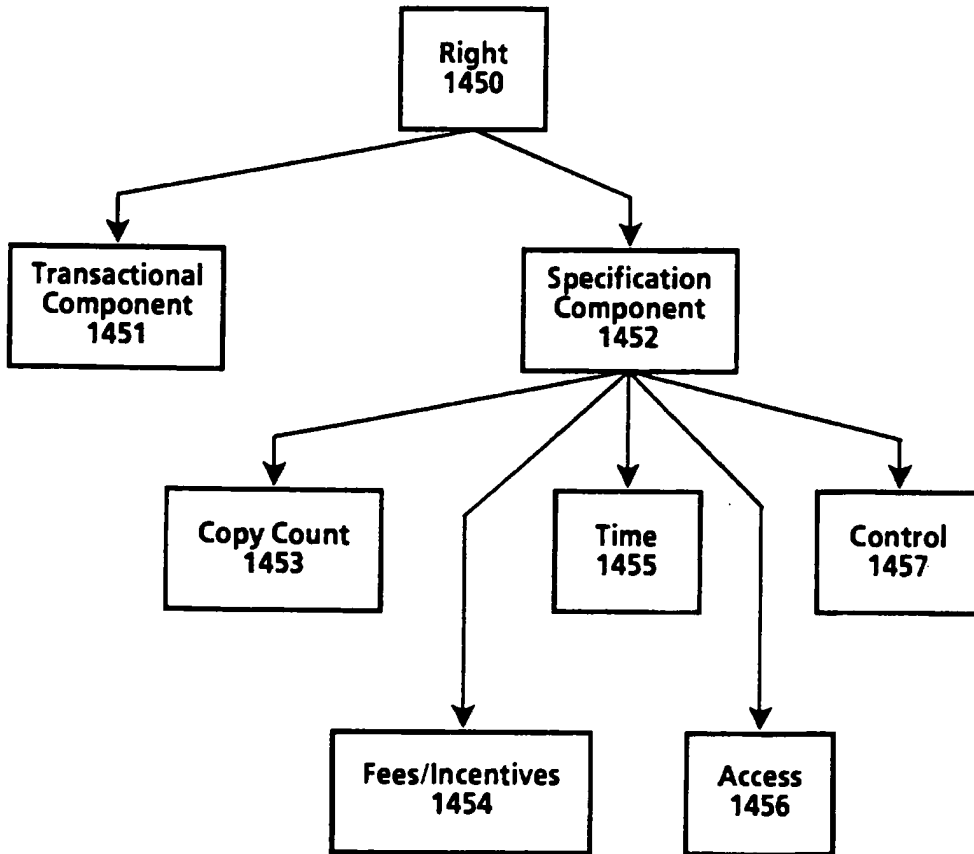 Right
1450
Transactional
Component
1451
Specification
Component
1452
Copy Count
1453
Time
1455
Control
1457
Fees/Incentives
1454
Access
1456